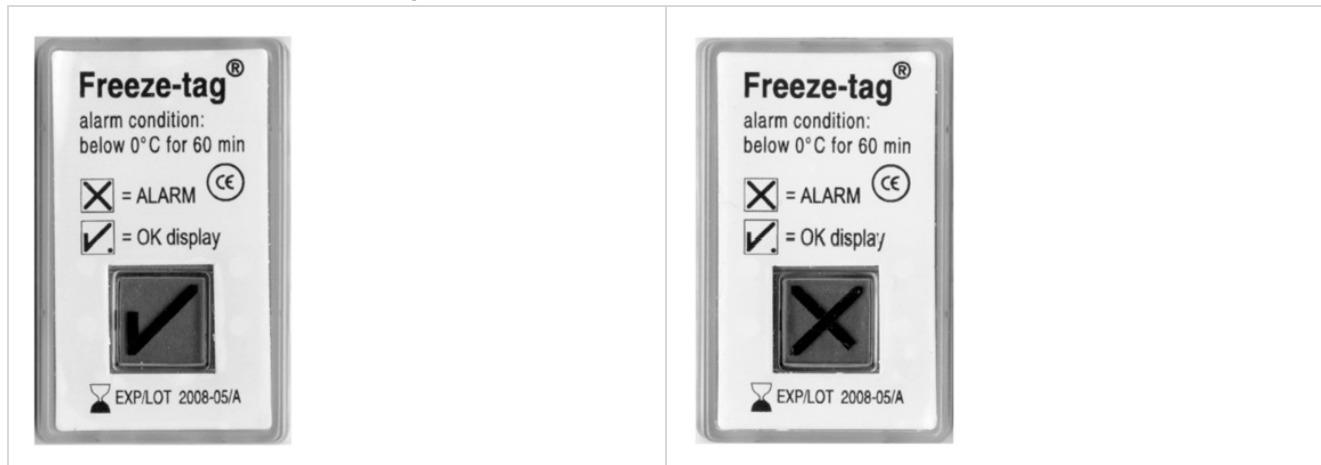 Freeze-tag®
alarm condition:
below 0°C for 60 min
= ALARM
CE
= OK display
EXP/LOT 2008-05/A
Freeze-tag®
alarm condition:
below 0°C for 60 min
= ALARM
CE
= OK display
EXP/LOT 2008-05/A